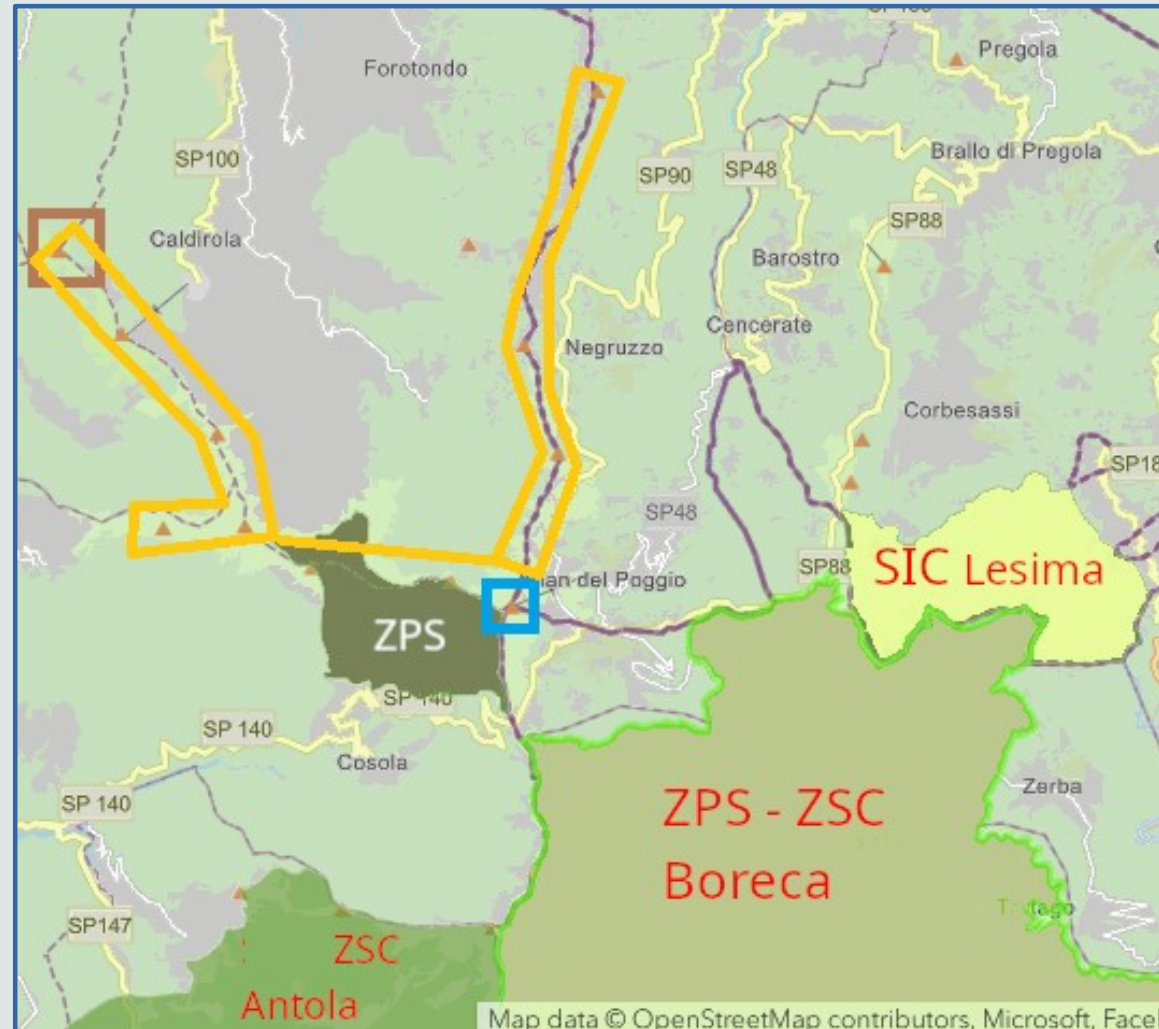 Pregola
Forotondo
SP100
SP90
SP48
Brallo di Pregola
SP88
Caldirola
Barostro
Cencerate
Negruzzo
Corbesassi
SP18
SP48
SP88
SIC Lesima
ian del Poggio
ZPS
SP 140
SP 140
Cosola
SP 140
ZPS - ZSC
Boreca
Zerba
SP147
ZSC
Antola
Map data © OpenStreetMap contributors, Microsoft, Face